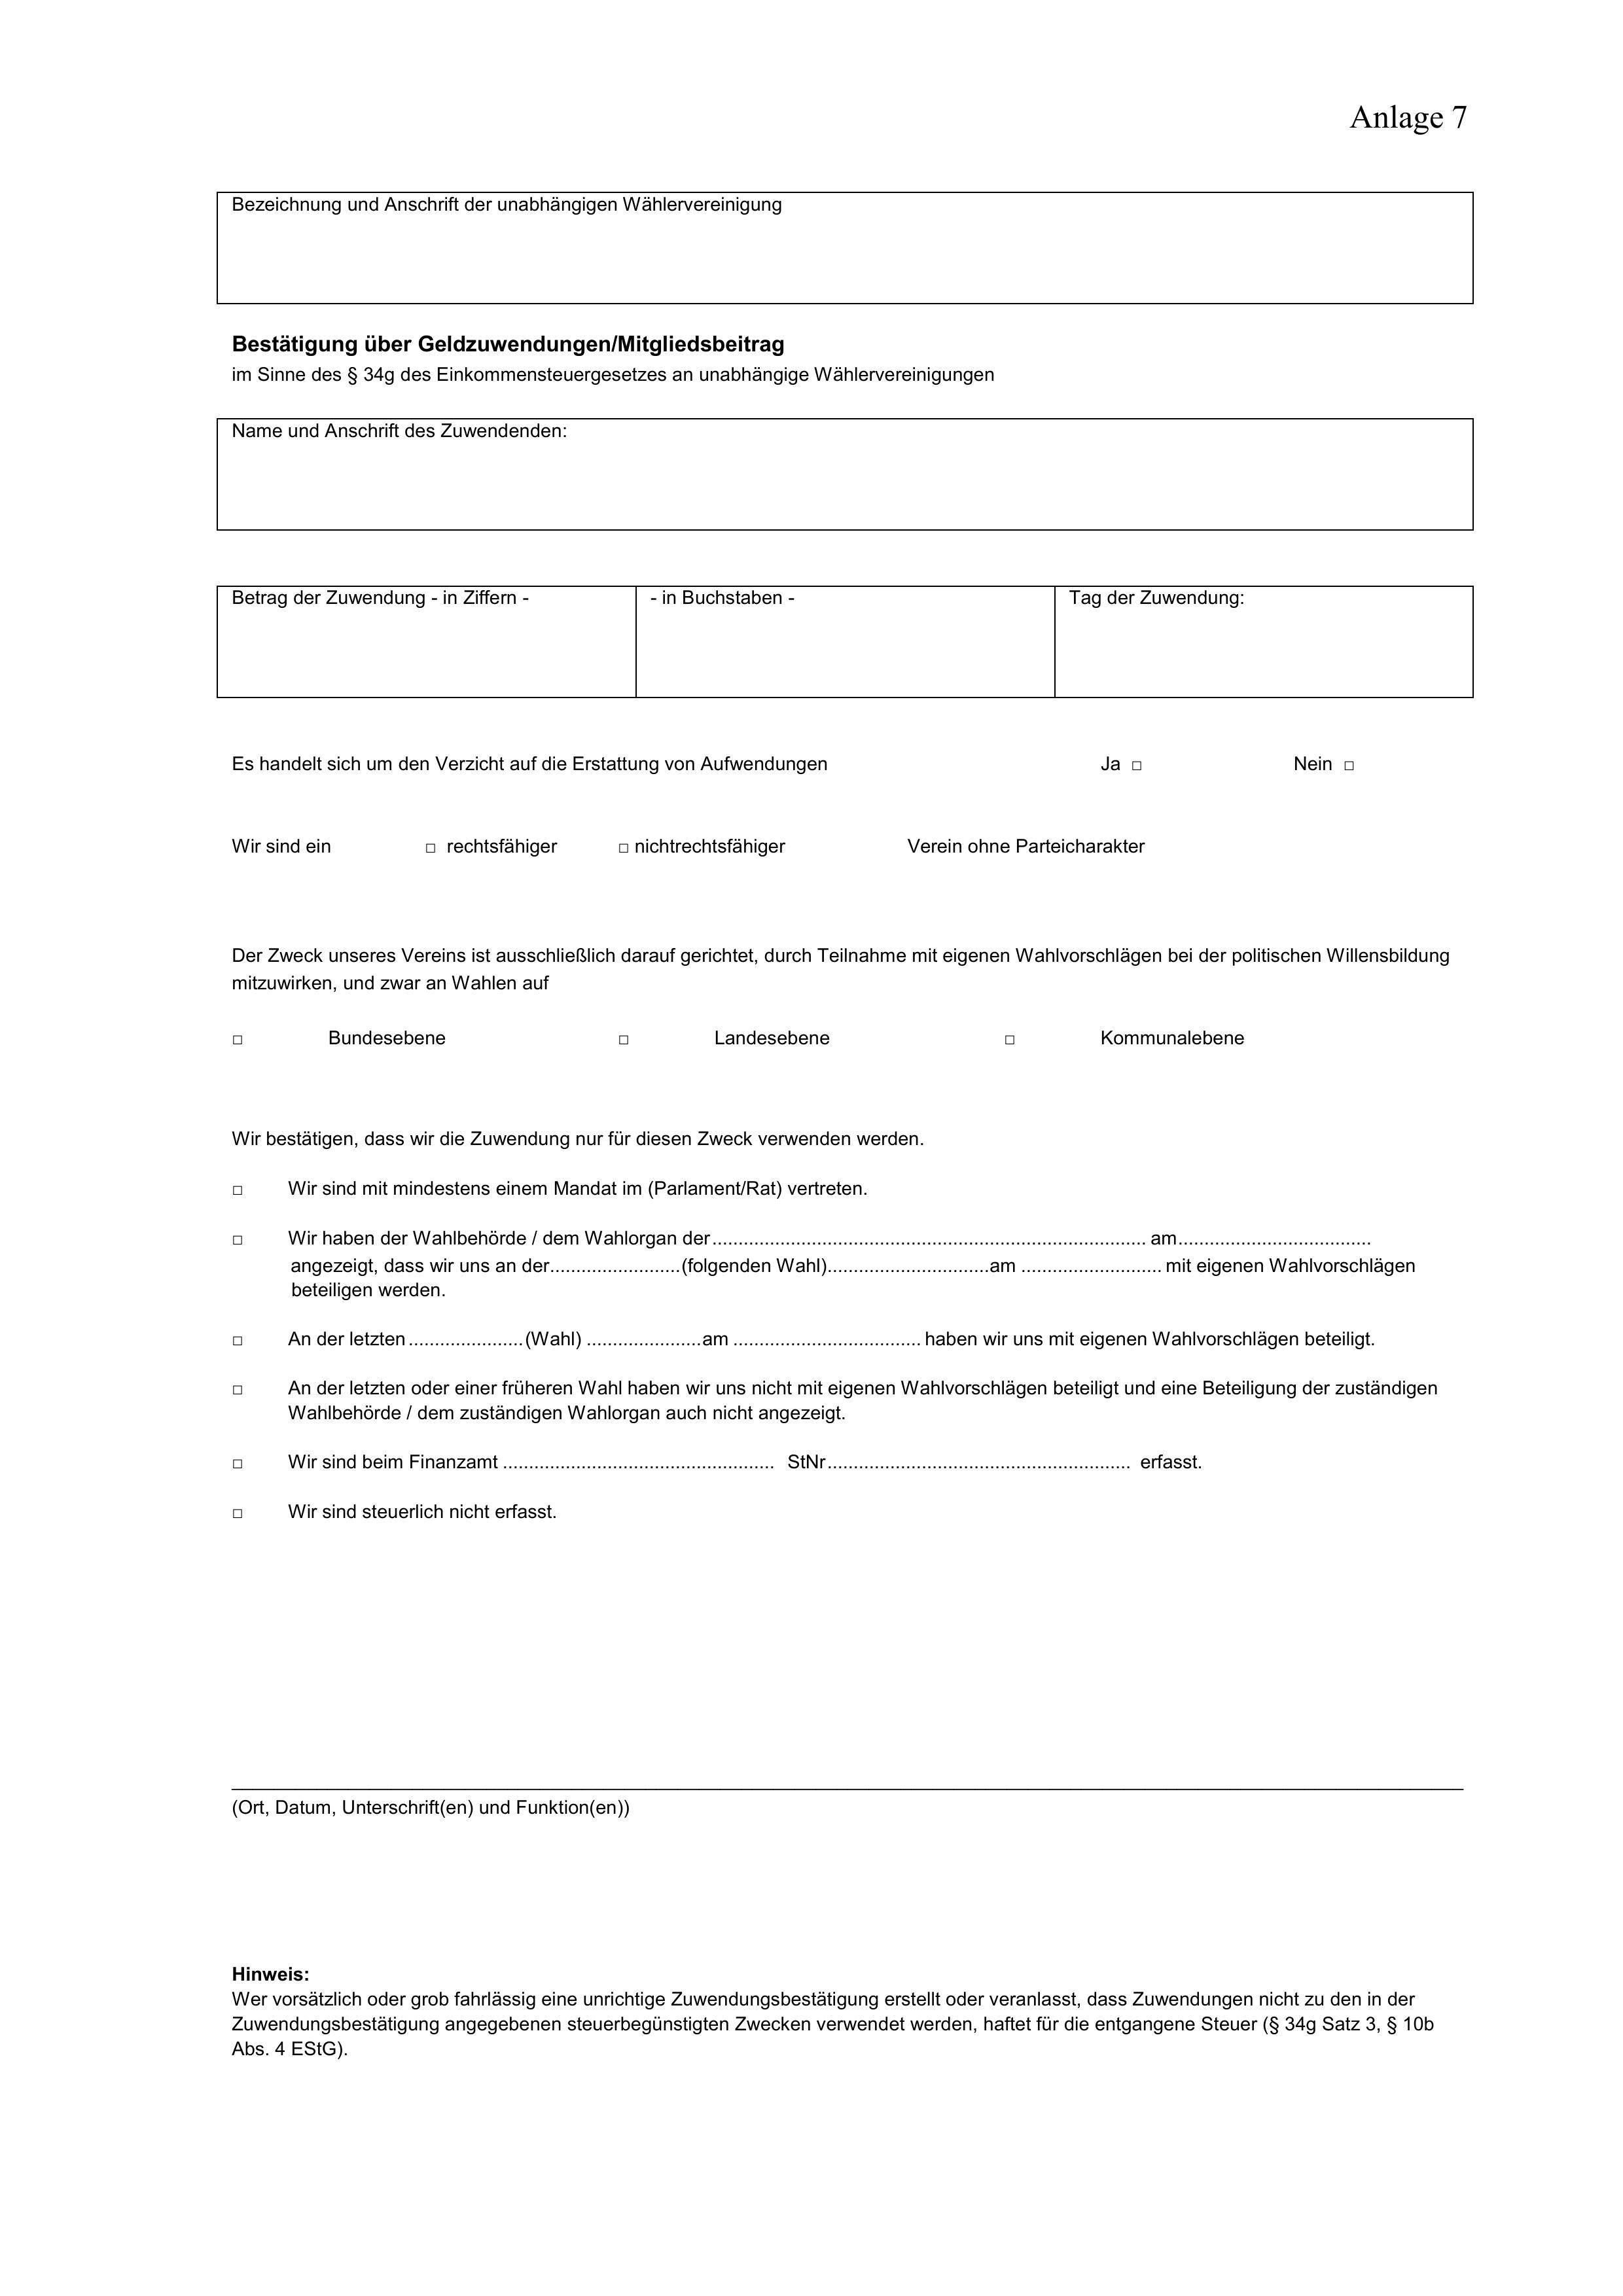 Anlage 7
Bezeichnung und Anschrift der unabhängigen Wählervereinigung
Bestätigung über Geldzuwendungen/Mitgliedsbeitrag
im Sinne des § 34g des Einkommensteuergesetzes an unabhängige Wählervereinigungen
Name und Anschrift des Zuwendenden:
Betrag der Zuwendung - in Ziffern - - in Buchstaben - Tag der Zuwendung:
Es handelt sich um den Verzicht auf die Erstattung von Aufwendungen Ja □ Nein □
Wir sind ein □ rechtsfähiger □ nichtrechtsfähiger Verein ohne Parteicharakter
Der Zweck unseres Vereins ist ausschließlich darauf gerichtet, durch Teilnahme mit eigenen Wahlvorschlägen bei der politischen Willensbildung
mitzuwirken, und zwar an Wahlen auf
□ Bundesebene □ Landesebene □ Kommunalebene
Wir bestätigen, dass wir die Zuwendung nur für diesen Zweck verwenden werden.
□ Wir sind mit mindestens einem Mandat im (Parlament/Rat) vertreten.
□ Wir haben der Wahlbehörde / dem Wahlorgan der................................................................................... am.....................................
angezeigt, dass wir uns an der.........................(folgenden Wahl)...............................am ........................... mit eigenen Wahlvorschlägen
beteiligen werden.
□ An der letzten ......................(Wahl) ......................am .................................... haben wir uns mit eigenen Wahlvorschlägen beteiligt.
□ An der letzten oder einer früheren Wahl haben wir uns nicht mit eigenen Wahlvorschlägen beteiligt und eine Beteiligung der zuständigen
Wahlbehörde / dem zuständigen Wahlorgan auch nicht angezeigt.
□ Wir sind beim Finanzamt .................................................... StNr.......................................................... erfasst.
□ Wir sind steuerlich nicht erfasst.
(Ort, Datum, Unterschrift(en) und Funktion(en))
Hinweis:
Wer vorsätzlich oder grob fahrlässig eine unrichtige Zuwendungsbestätigung erstellt oder veranlasst, dass Zuwendungen nicht zu den in der
Zuwendungsbestätigung angegebenen steuerbegünstigten Zwecken verwendet werden, haftet für die entgangene Steuer (§ 34g Satz 3, § 10b
Abs. 4 EStG).